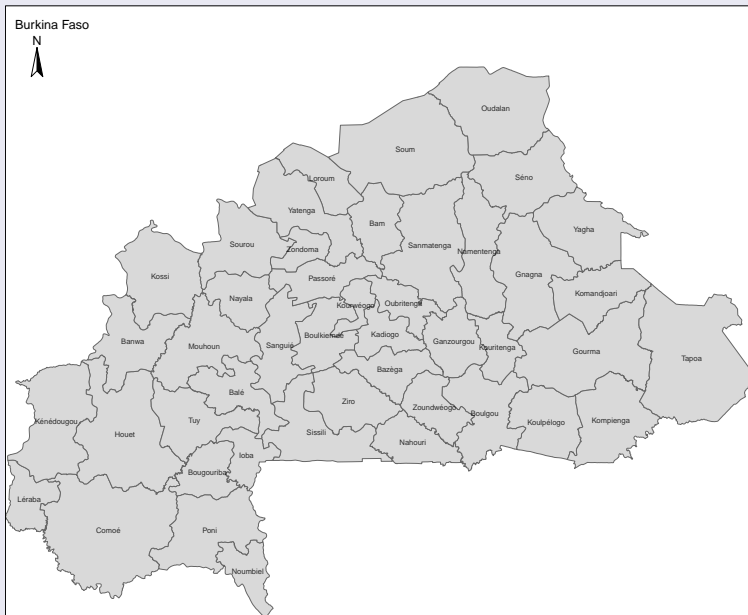 Burkina Faso
N
Oudalan
Soum
Séno
Loroum
Yatenga
Bam
Yagha
Sourou
Zondoma
Sanmatenga
Namentenga
Kossi
Gnagna
Passoré
Komandjoari
Nayala
Kourwéogo
Oubritenga
Banwa
Mouhoun
Sanguié
Boulkiemdé
Kadiogo
Ganzourgou
Kouritenga
Gourma
Tapoa
Bazèga
Balé
Ziro
Zoundwéogo
Boulgou
Kénédougou
Houet
Tuy
Sissili
Nahouri
Koulpélogo
Kompienga
Ioba
Bougouriba
Léraba
Comoé
Poni
Noumbiel